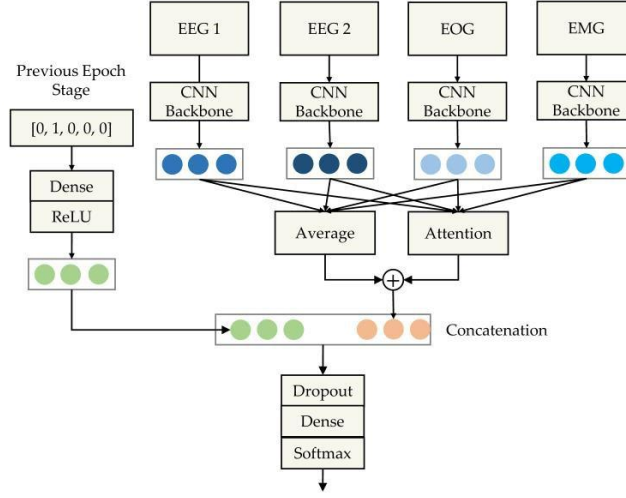 EEG 1
EEG 2
EOG
EMG
Previous Epoch
Stage
CNN
Backbone
CNN
Backbone
CNN
Backbone
CNN
Backbone
[0, 1, 0, 0, 0]
Dense
ReLU
Average
Attention
+
Concatenation
Dropout
Dense
Softmax